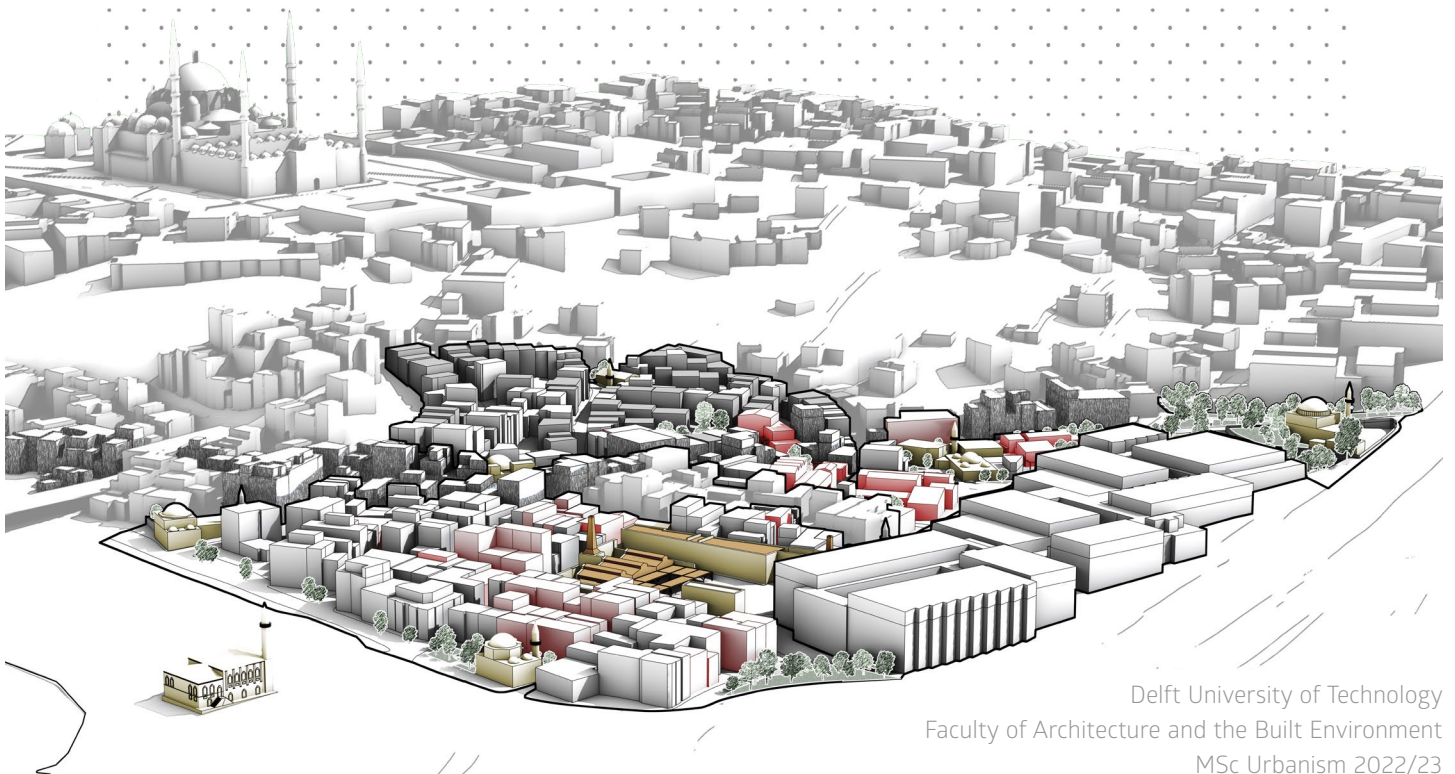 Delft University of Technology
Faculty of Architecture and the Built Environment
MSc Urbanism 2022/23